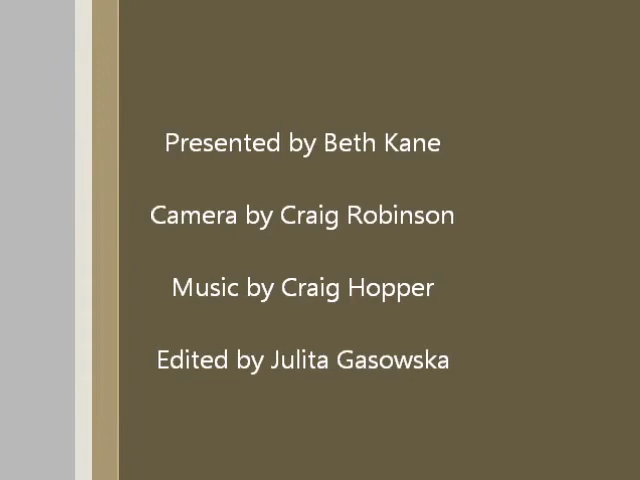 Presented by Beth Kane
Camera by Craig Robinson
Music by Craig Hopper
Edited by Julita Gasowska